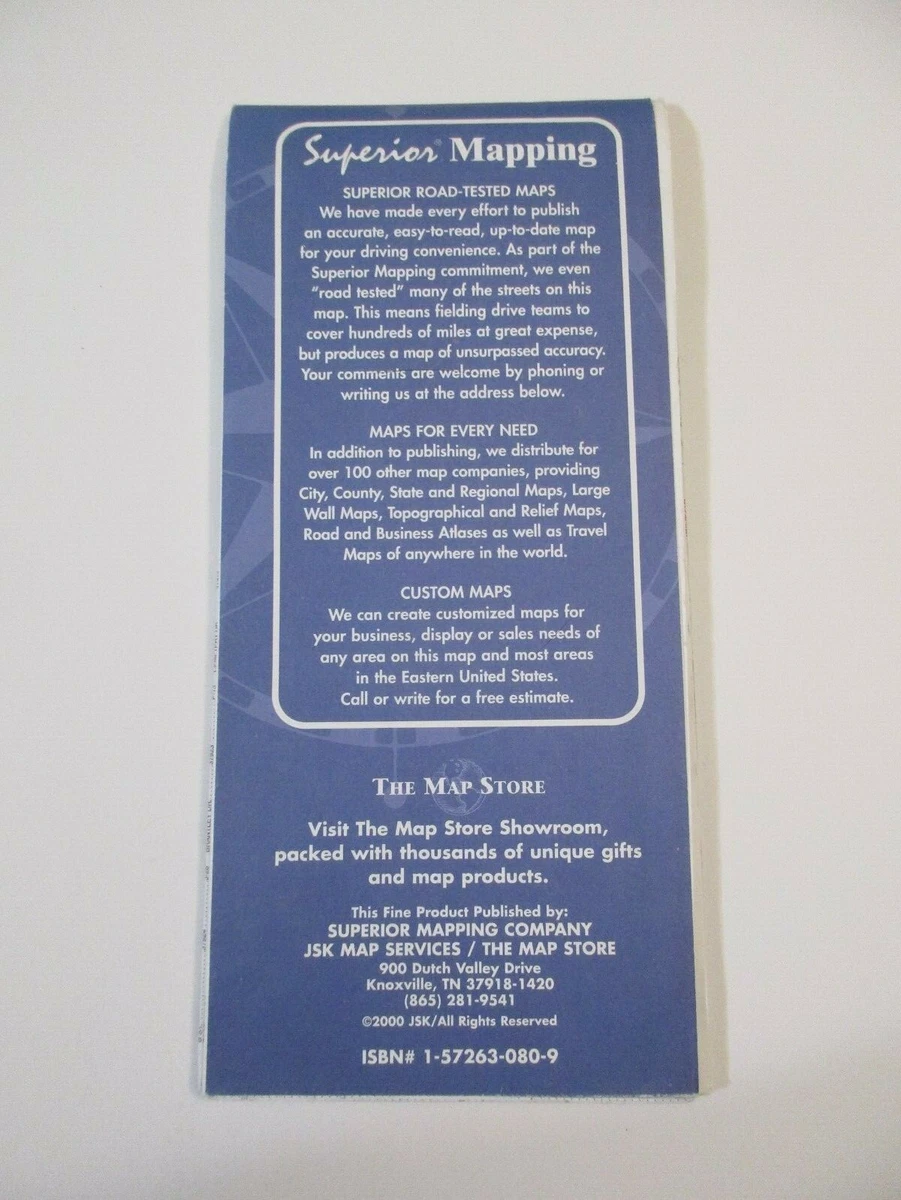 Superior Mapping
SUPERIOR ROAD-TESTED MAPS
We have made every effort to publish
an accurate, easy-to-read, up-to-date map
for your driving convenience. As part of the
Superior Mapping commitment, we even
“road tested” many of the streets on this
map. This means fielding drive teams to
cover hundreds of miles at great expense,
but produces a map of unsurpassed accuracy.
Your comments are welcome by phoning or
writing us at the address below.
MAPS FOR EVERY NEED
In addition to publishing, we distribute for
over 100 other map companies, providing
City, County, State and Regional Maps, Large
Wall Maps, Topographical and Relief Maps,
Road and Business Atlases as well as Travel
Maps of anywhere in the world.
CUSTOM MAPS
We can create customized maps for
your business, display or sales needs of
any area on this map and most areas
in the Eastern United States.
Call or write for a free estimate.
THE MAP STORE
Visit The Map Store Showroom,
packed with thousands of unique gifts
and map products.
This Fine Product Published by:
SUPERIOR MAPPING COMPANY
JSK MAP SERVICES / THE MAP STORE
900 Dutch Valley Drive
Knoxville, TN 37918-1420
(865) 281-9541
©2000 JSK/All Rights Reserved
ISBN# 1-57263-080-9